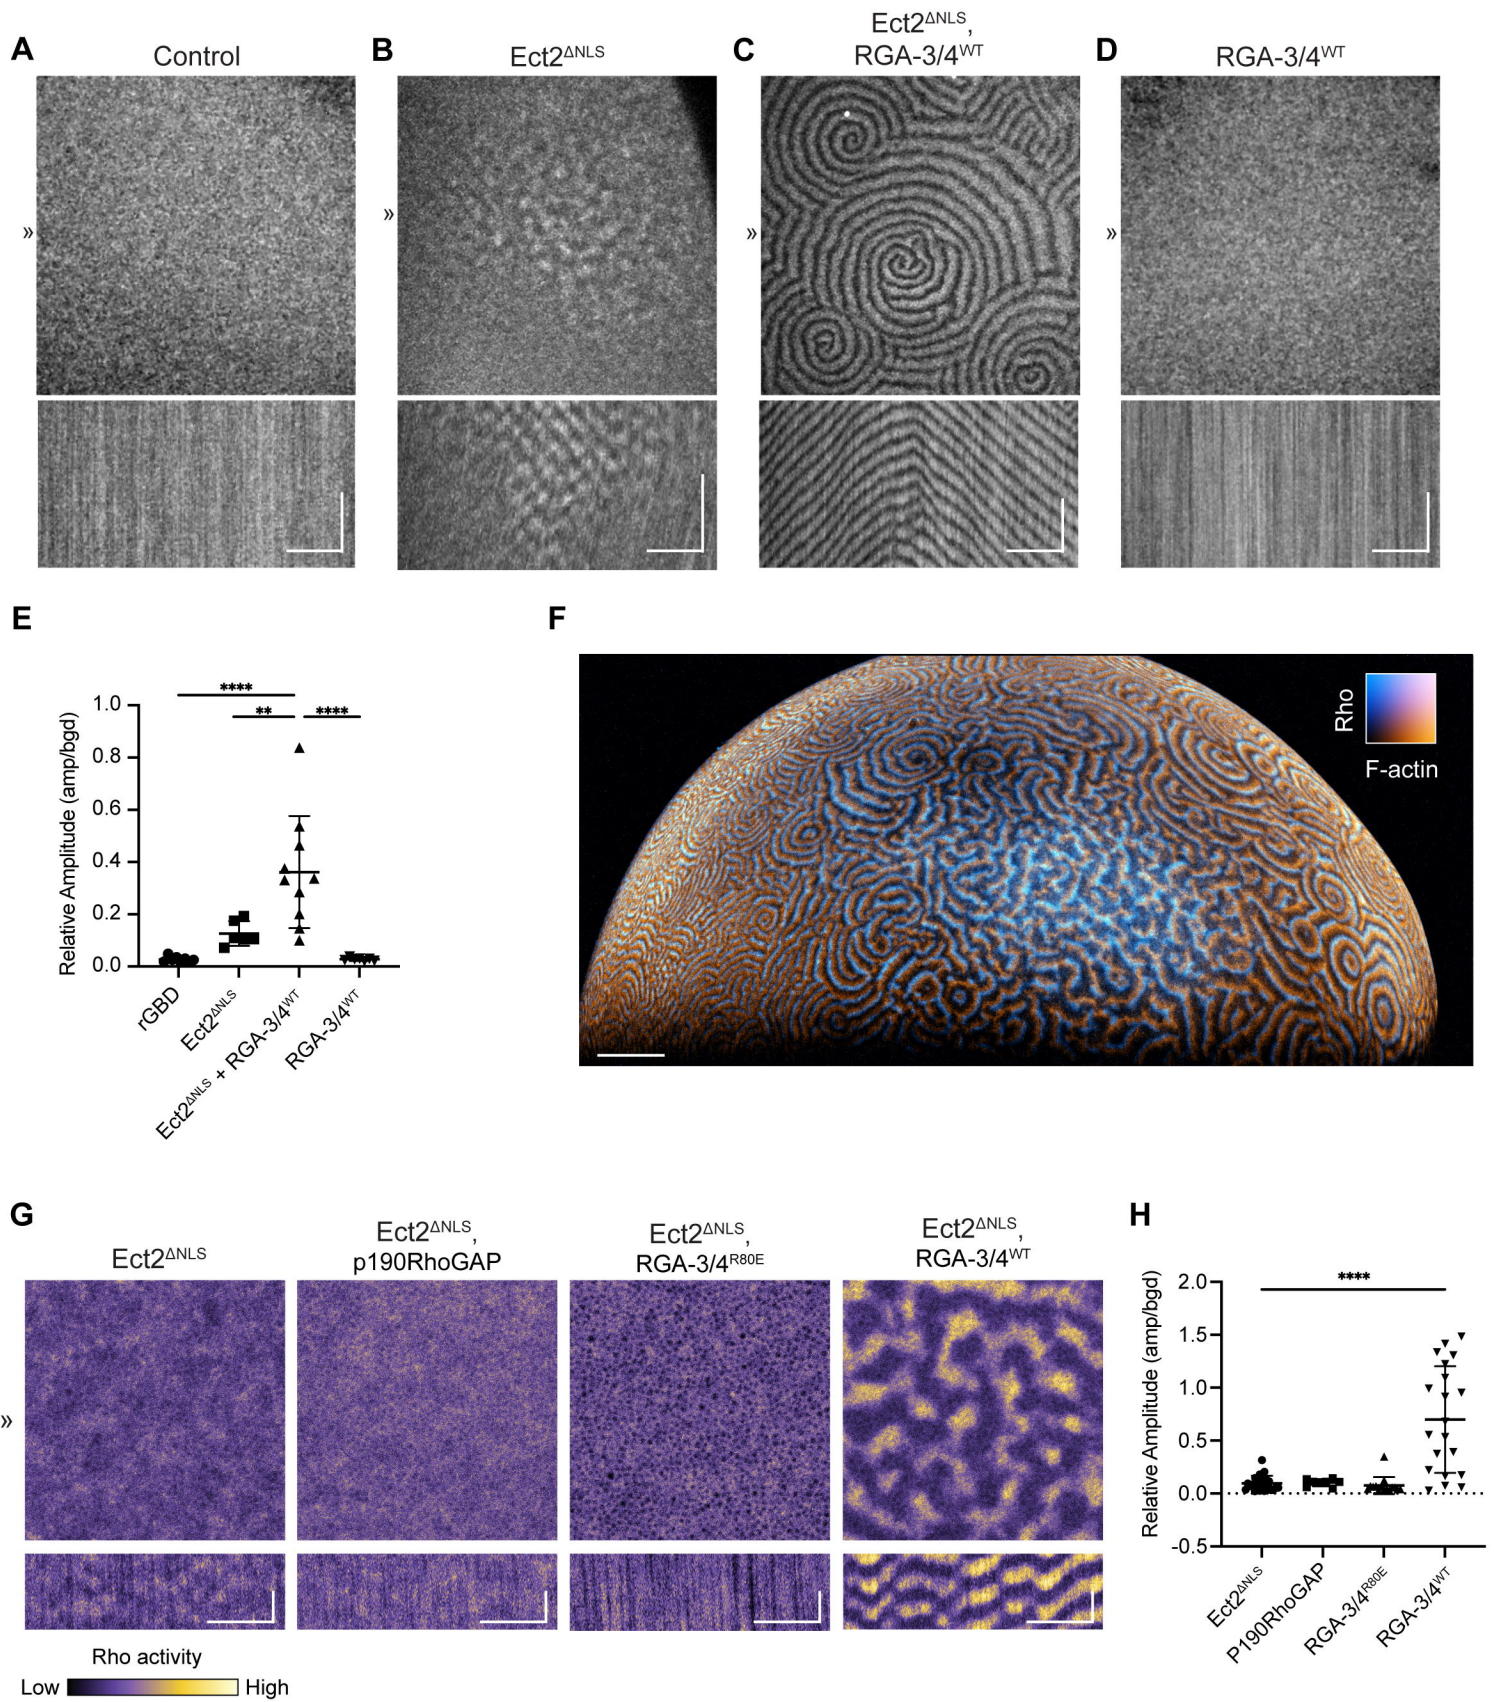 A
Control
»
B
Ect2ΔNLS
»
C
Ect2ΔNLS,
RGA-3/4WT
»
D
RGA-3/4WT
»
E
Relative Amplitude (amp/bgd)
1.0
0.8
0.6
0.4
0.2
0.0
****
**
****
rGBD
Ect2ΔNLS
Ect2ΔNLS + RGA-3/4WT
RGA-3/4WT
F
Rho
F-actin
G
Ect2ΔNLS
Ect2ΔNLS,
p190RhoGAP
Ect2ΔNLS,
RGA-3/4R80E
Ect2ΔNLS,
RGA-3/4WT
»
Rho activity
Low
High
H
Relative Amplitude (amp/bgd)
2.0
1.5
1.0
0.5
0.0
-0.5
****
Ect2ΔNLS
P190RhoGAP
RGA-3/4R80E
RGA-3/4WT